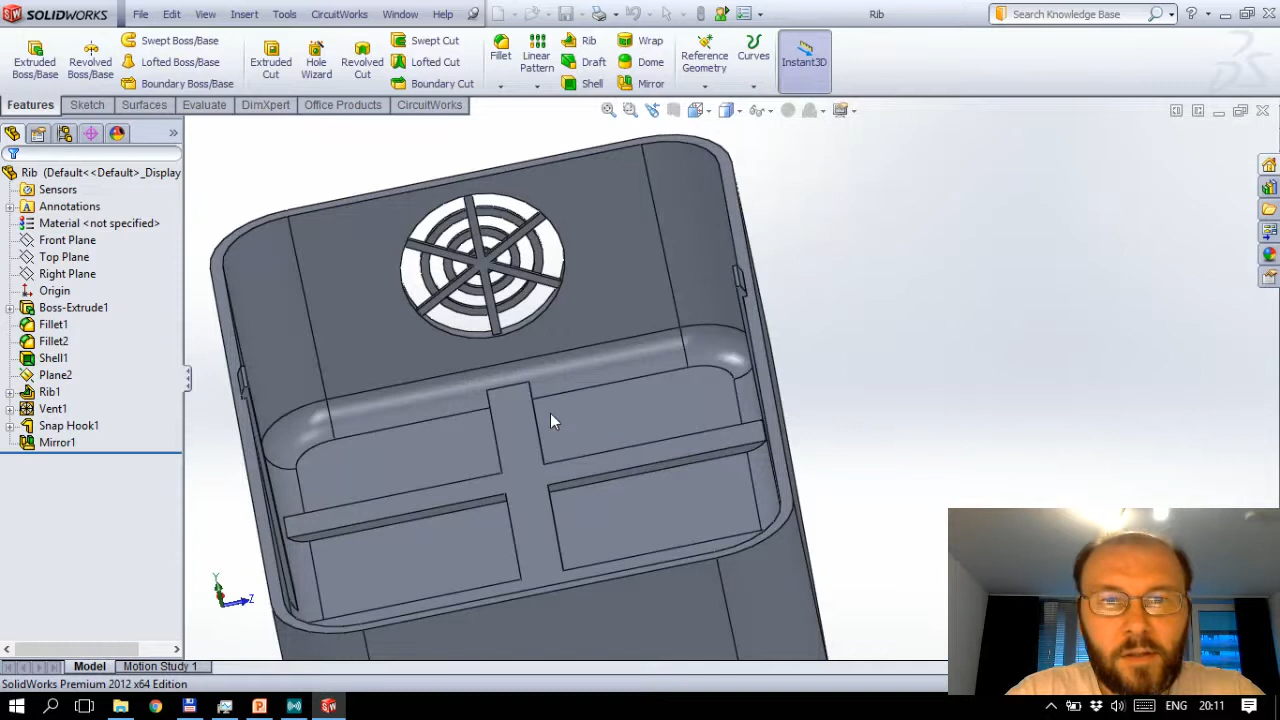 SOLIDWORKS File Edit View Insert Tools CircuitWorks Window Help Rib Search Knowledge Base
Extruded Boss/Base
Revolved Boss/Base
Swept Boss/Base
Lofted Boss/Base
Boundary Boss/Base
Extruded Cut
Hole Wizard
Revolved Cut
Swept Cut
Lofted Cut
Boundary Cut
Fillet
Linear Pattern
Rib
Draft
Shell
Wrap
Dome
Mirror
Reference Geometry
Curves
Instant3D
Features Sketch Surfaces Evaluate DimXpert Office Products CircuitWorks
Rib (Default<<Default>_Display
Sensors
Annotations
Material <not specified>
Front Plane
Top Plane
Right Plane
Origin
Boss-Extrude1
Fillet1
Fillet2
Shell1
Plane2
Rib1
Vent1
Snap Hook1
Mirror1
Y
Z
Model Motion Study 1
SolidWorks Premium 2012 x64 Edition
ENG 20:11